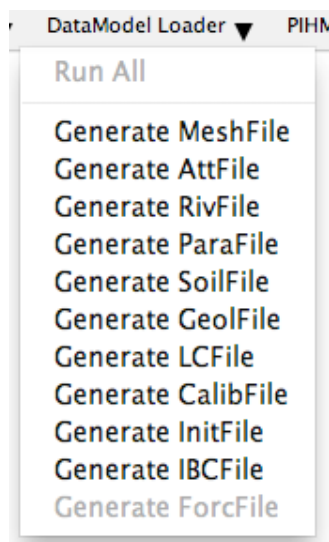 DataModel Loader ▼ PIHM
Run All
Generate MeshFile
Generate AttFile
Generate RivFile
Generate ParaFile
Generate SoilFile
Generate GeolFile
Generate LCFile
Generate CalibFile
Generate InitFile
Generate IBCFile
Generate ForcFile